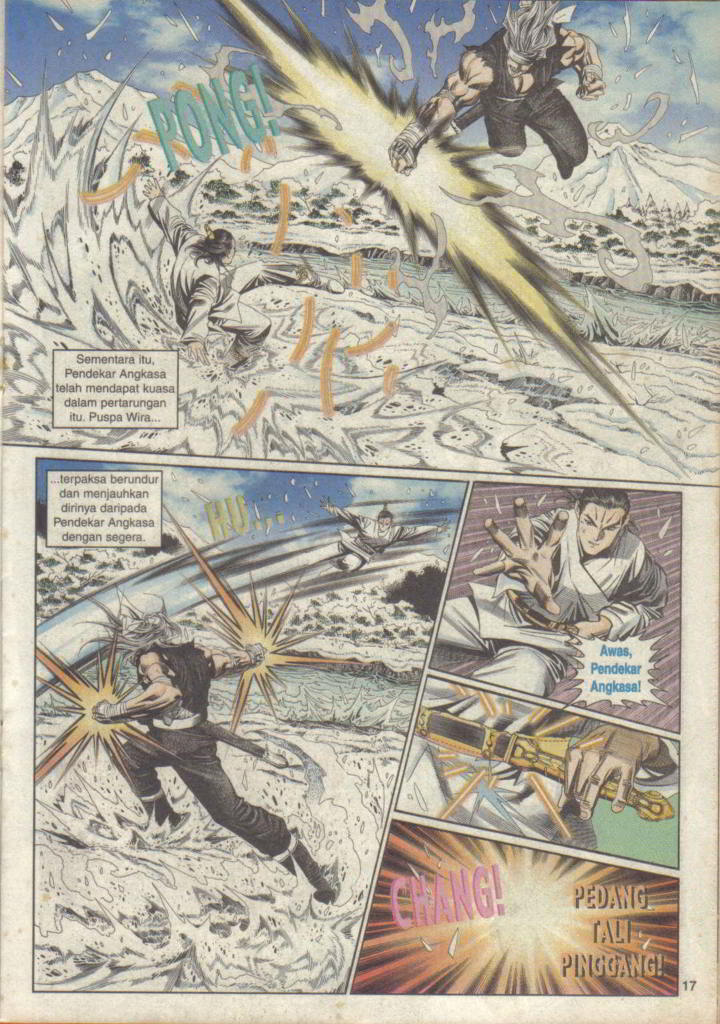 PONG!
Sementara itu,
Pendekar Angkasa
telah mendapat kuasa
dalam pertarungan
itu. Puspa Wira...
...terpaksa berundur
dan menjauhkan
dirinya daripada
Pendekar Angkasa
dengan segera.
HU...
Awas,
Pendekar
Angkasa!
CHANG!
PEDANG
TALI
PINGGANG!
17